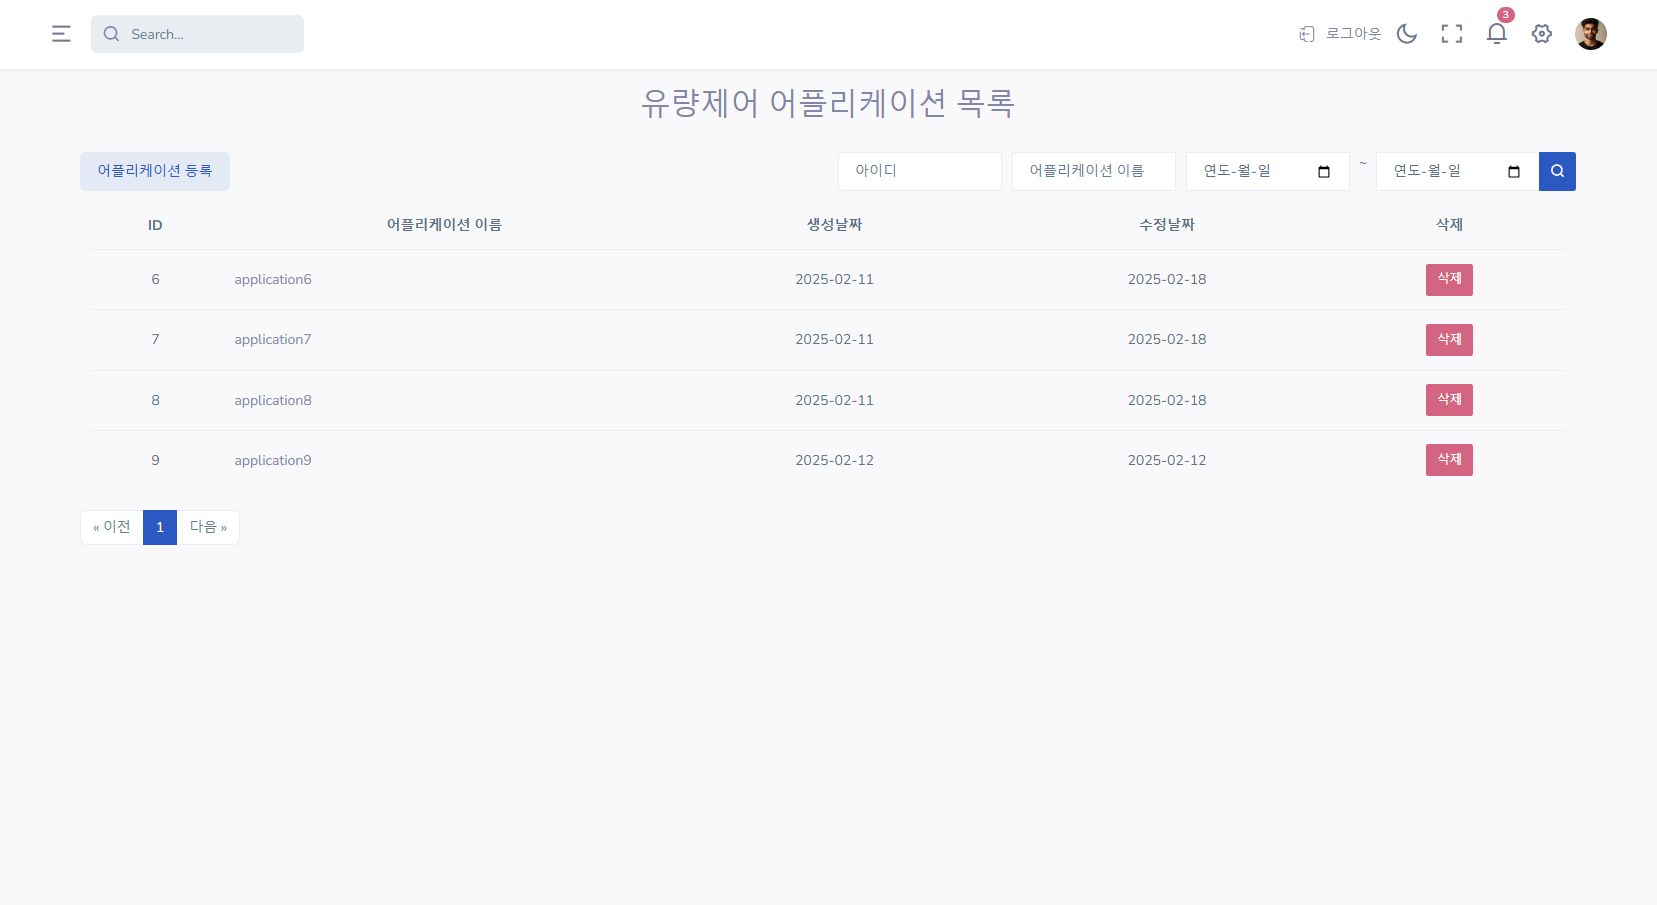 Search...
로그아웃
3
유량제어 어플리케이션 목록
어플리케이션 등록
아이디
어플리케이션 이름
연도-월-일
~
연도-월-일
ID 어플리케이션 이름 생성날짜 수정날짜 삭제
6 application6 2025-02-11 2025-02-18 삭제
7 application7 2025-02-11 2025-02-18 삭제
8 application8 2025-02-11 2025-02-18 삭제
9 application9 2025-02-12 2025-02-12 삭제
« 이전 1 다음 »